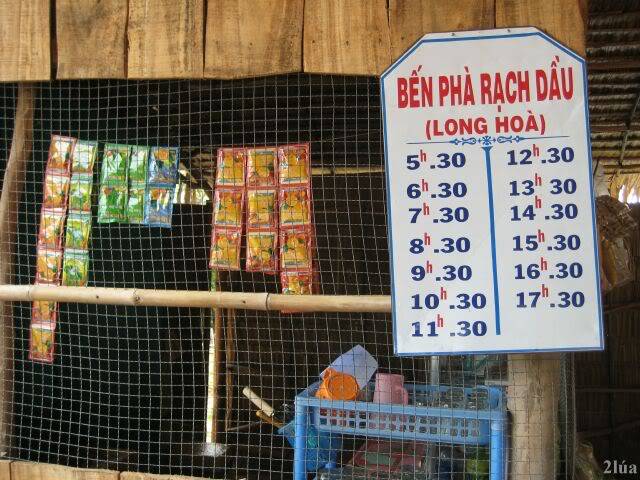 BẾN PHÀ RẠCH DẦU
(LONG HOÀ)
5h.30
6h.30
7h.30
8h.30
9h.30
10h.30
11h.30
12h.30
13h 30
14h.30
15h.30
16h.30
17h.30
2lúa